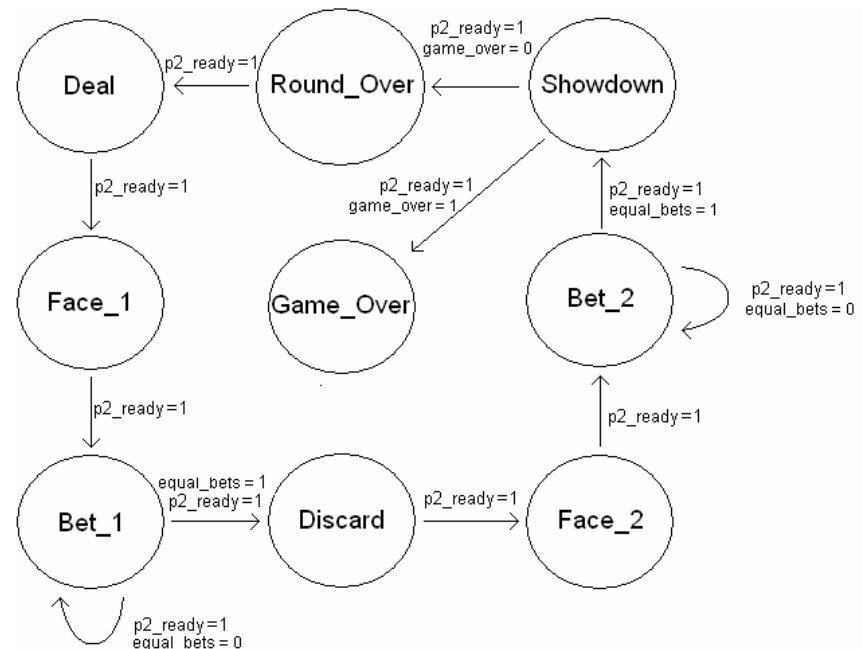 Deal
p2_ready=1
Round_Over
p2_ready=1
game_over = 0
Showdown
p2_ready=1
p2_ready=1
game_over = 1
p2_ready=1
equal_bets = 1
Face_1
Game_Over
Bet_2
p2_ready=1
equal_bets = 0
p2_ready=1
p2_ready=1
Bet_1
equal_bets = 1
p2_ready=1
Discard
p2_ready=1
Face_2
p2_ready=1
equal_bets = 0